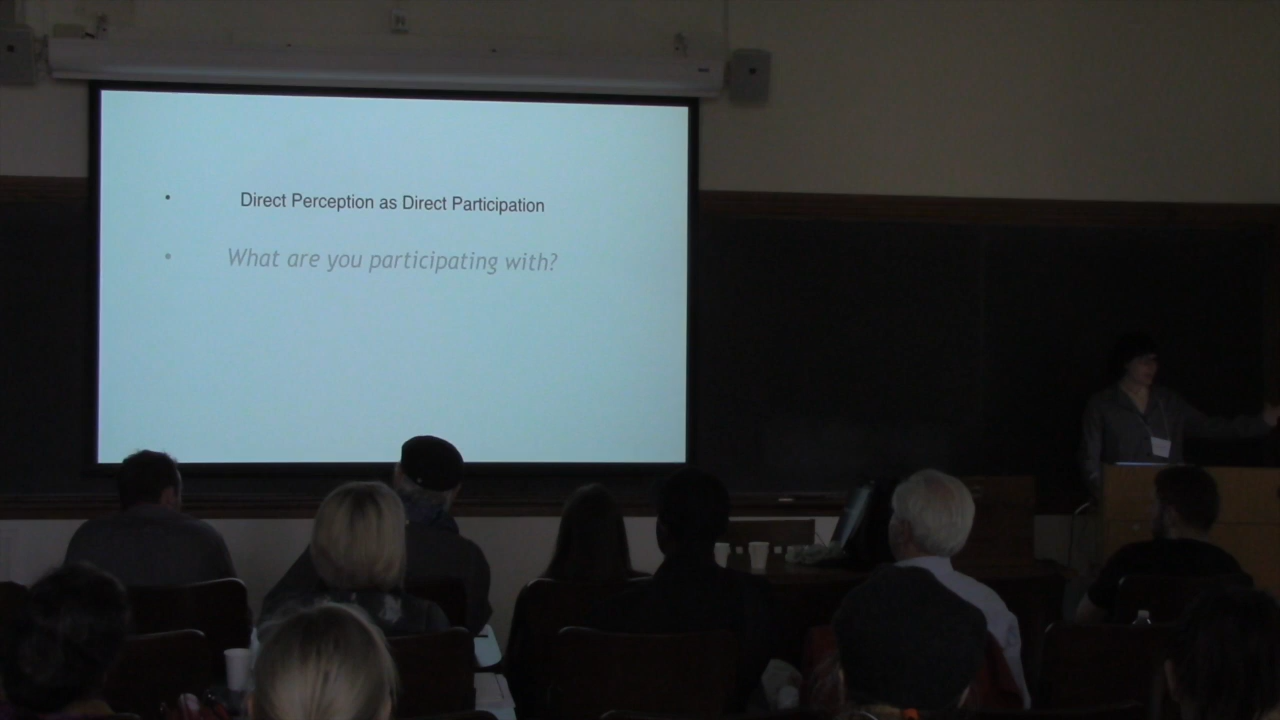 • Direct Perception as Direct Participation
• What are you participating with?